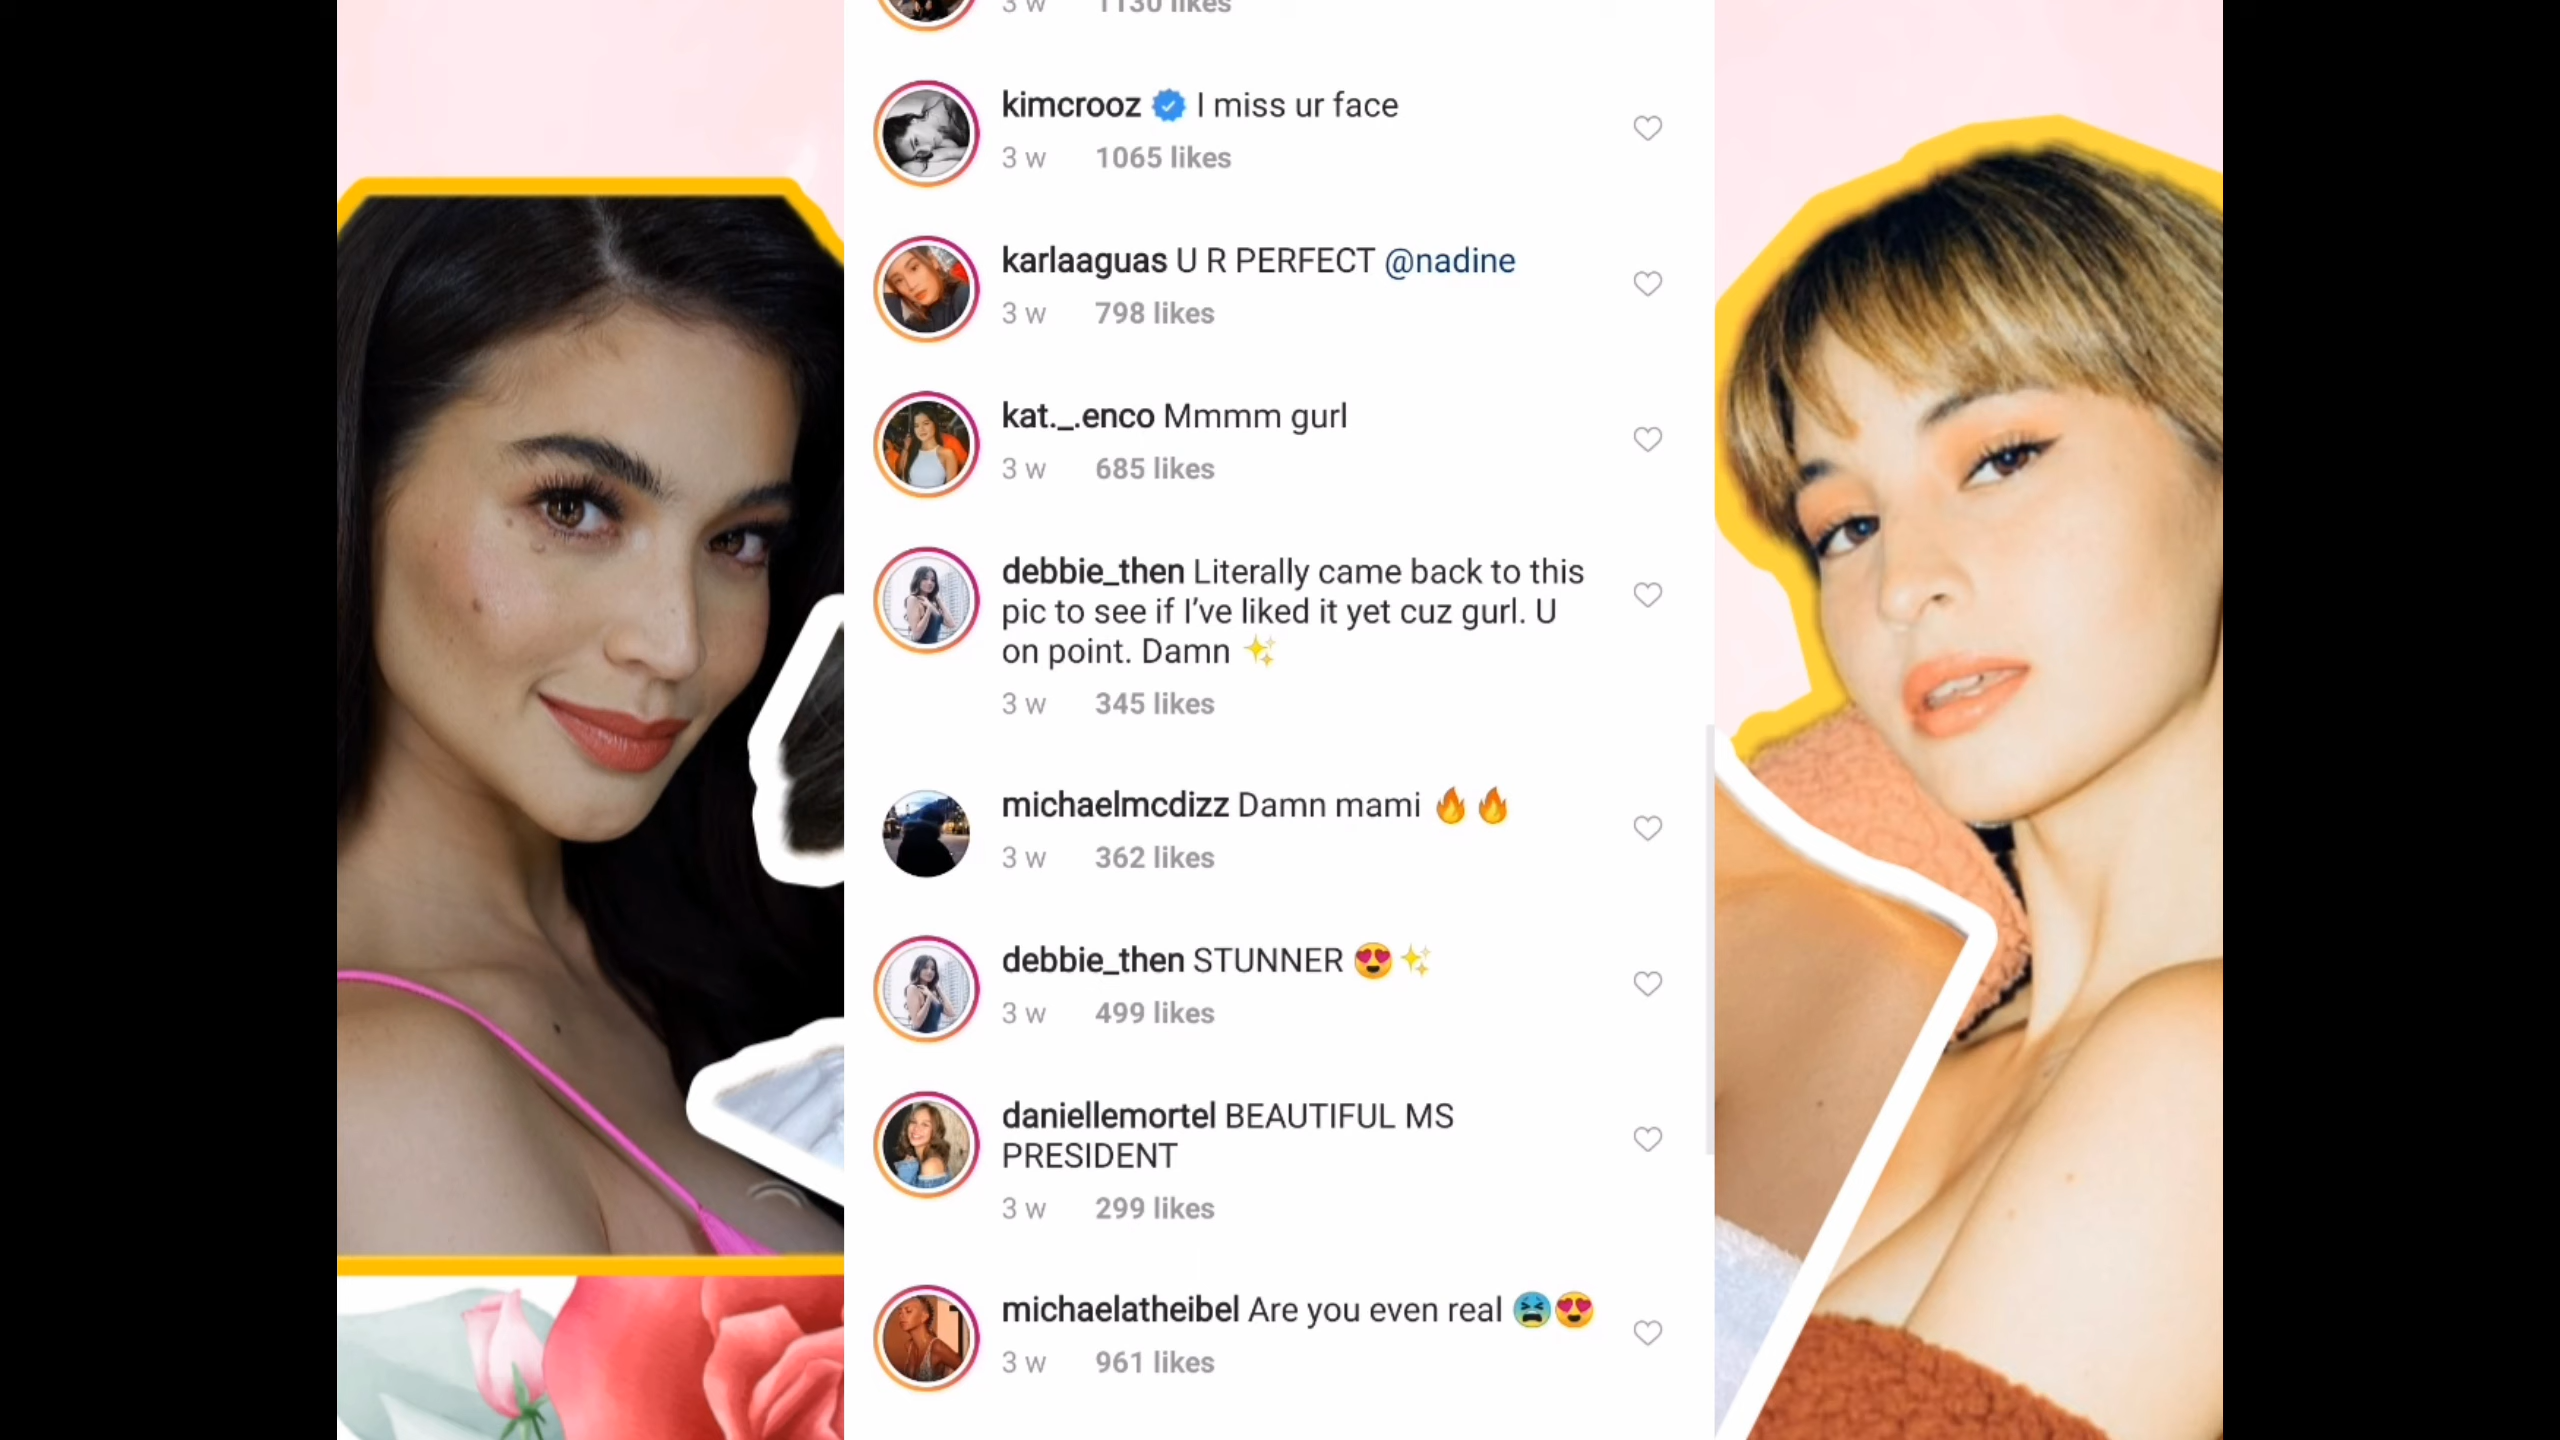 3 w 1130 likes
kimcrooz I miss ur face
3 w 1065 likes
karlaaguas U R PERFECT @nadine
3 w 798 likes
kat._.enco Mmmm gurl
3 w 685 likes
debbie_then Literally came back to this
pic to see if I’ve liked it yet cuz gurl. U
on point. Damn ✨
3 w 345 likes
michaelmcdizz Damn mami 🔥🔥
3 w 362 likes
debbie_then STUNNER 😍✨
3 w 499 likes
daniellemortel BEAUTIFUL MS
PRESIDENT
3 w 299 likes
michaelatheibel Are you even real 😫😍
3 w 961 likes